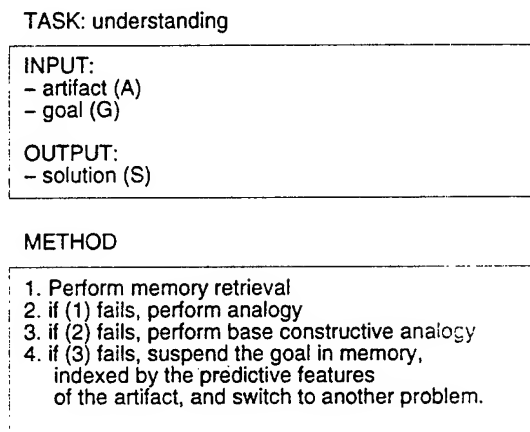 TASK: understanding
INPUT:
– artifact (A)
– goal (G)
OUTPUT:
– solution (S)
METHOD
1. Perform memory retrieval
2. if (1) fails, perform analogy
3. if (2) fails, perform base constructive analogy
4. if (3) fails, suspend the goal in memory,
indexed by the predictive features
of the artifact, and switch to another problem.